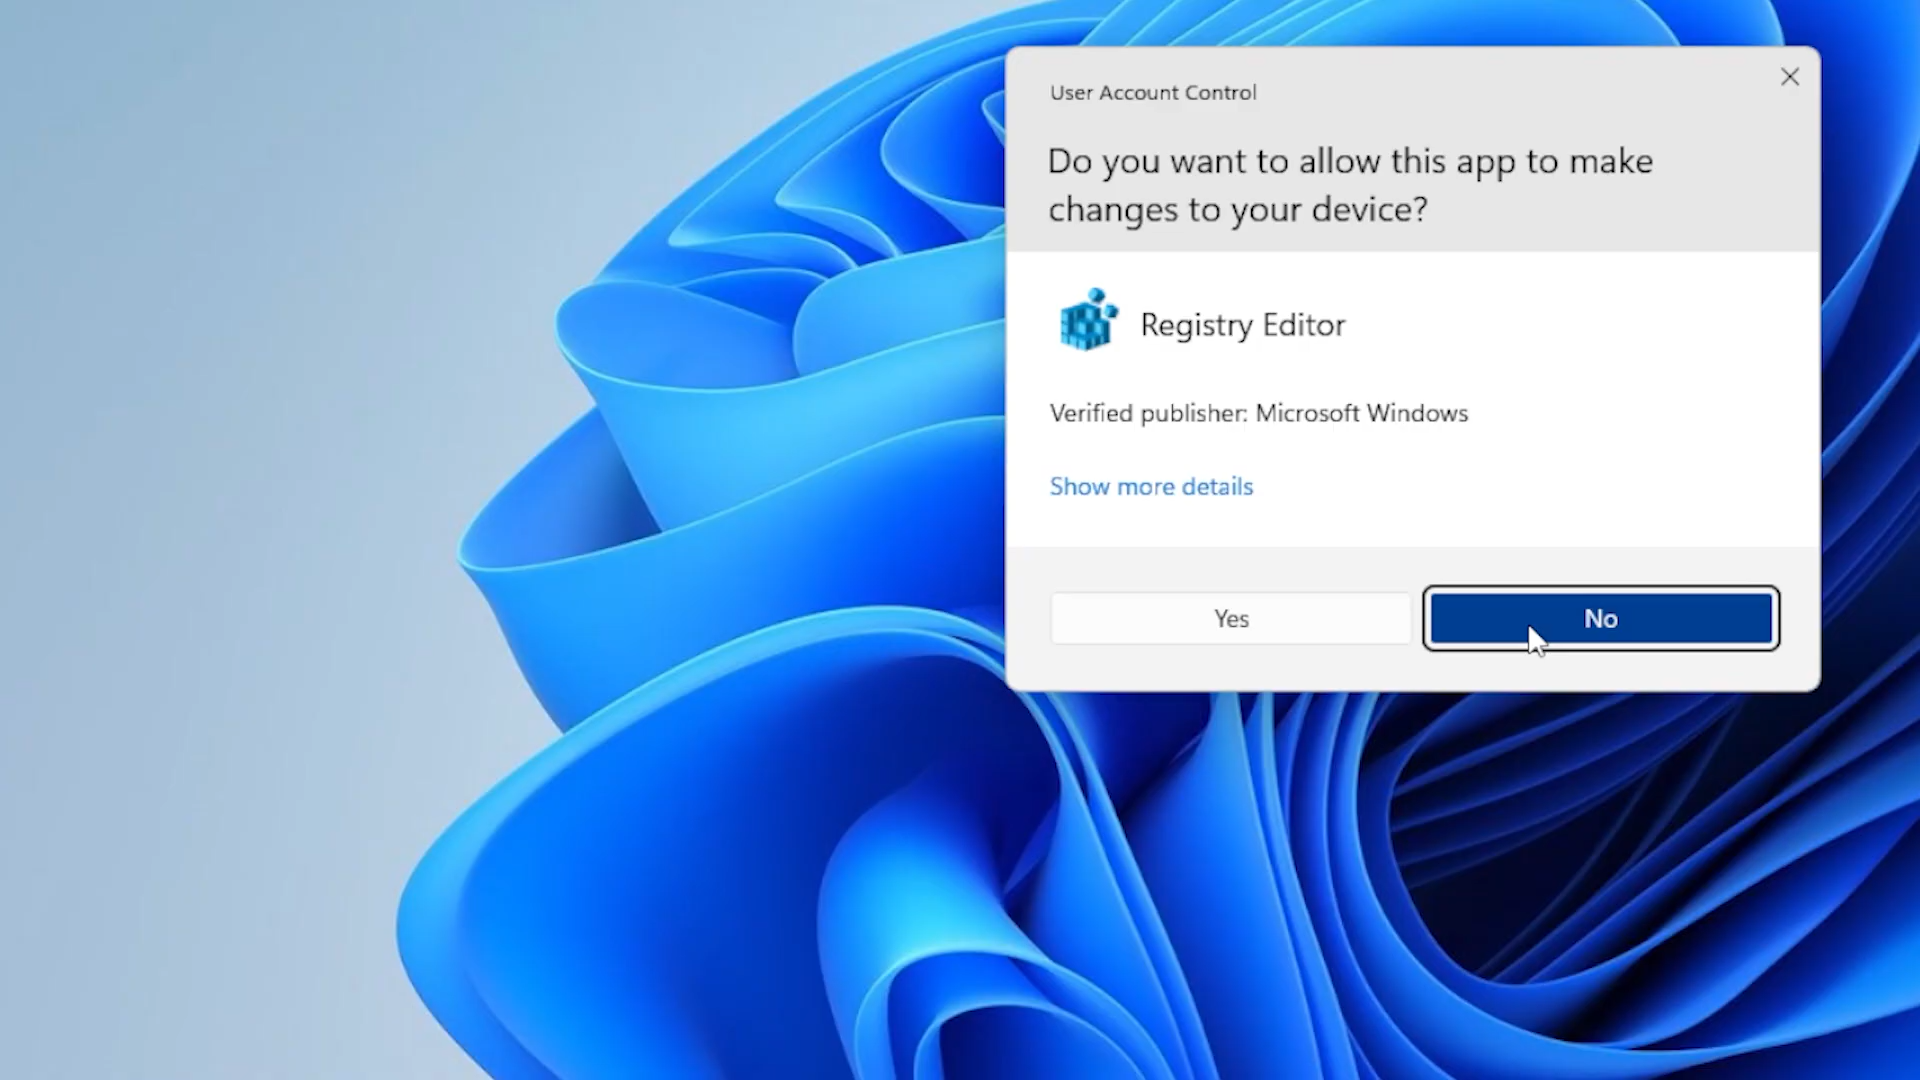 User Account Control
Do you want to allow this app to make
changes to your device?
Registry Editor
Verified publisher: Microsoft Windows
Show more details
Yes
No